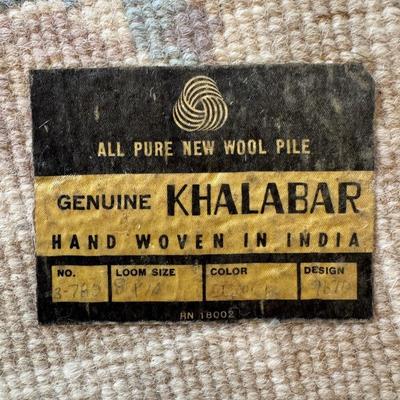 ALL PURE NEW WOOL PILE
GENUINE KHALABAR
HAND WOVEN IN INDIA
NO. LOOM SIZE COLOR DESIGN
RN 18002